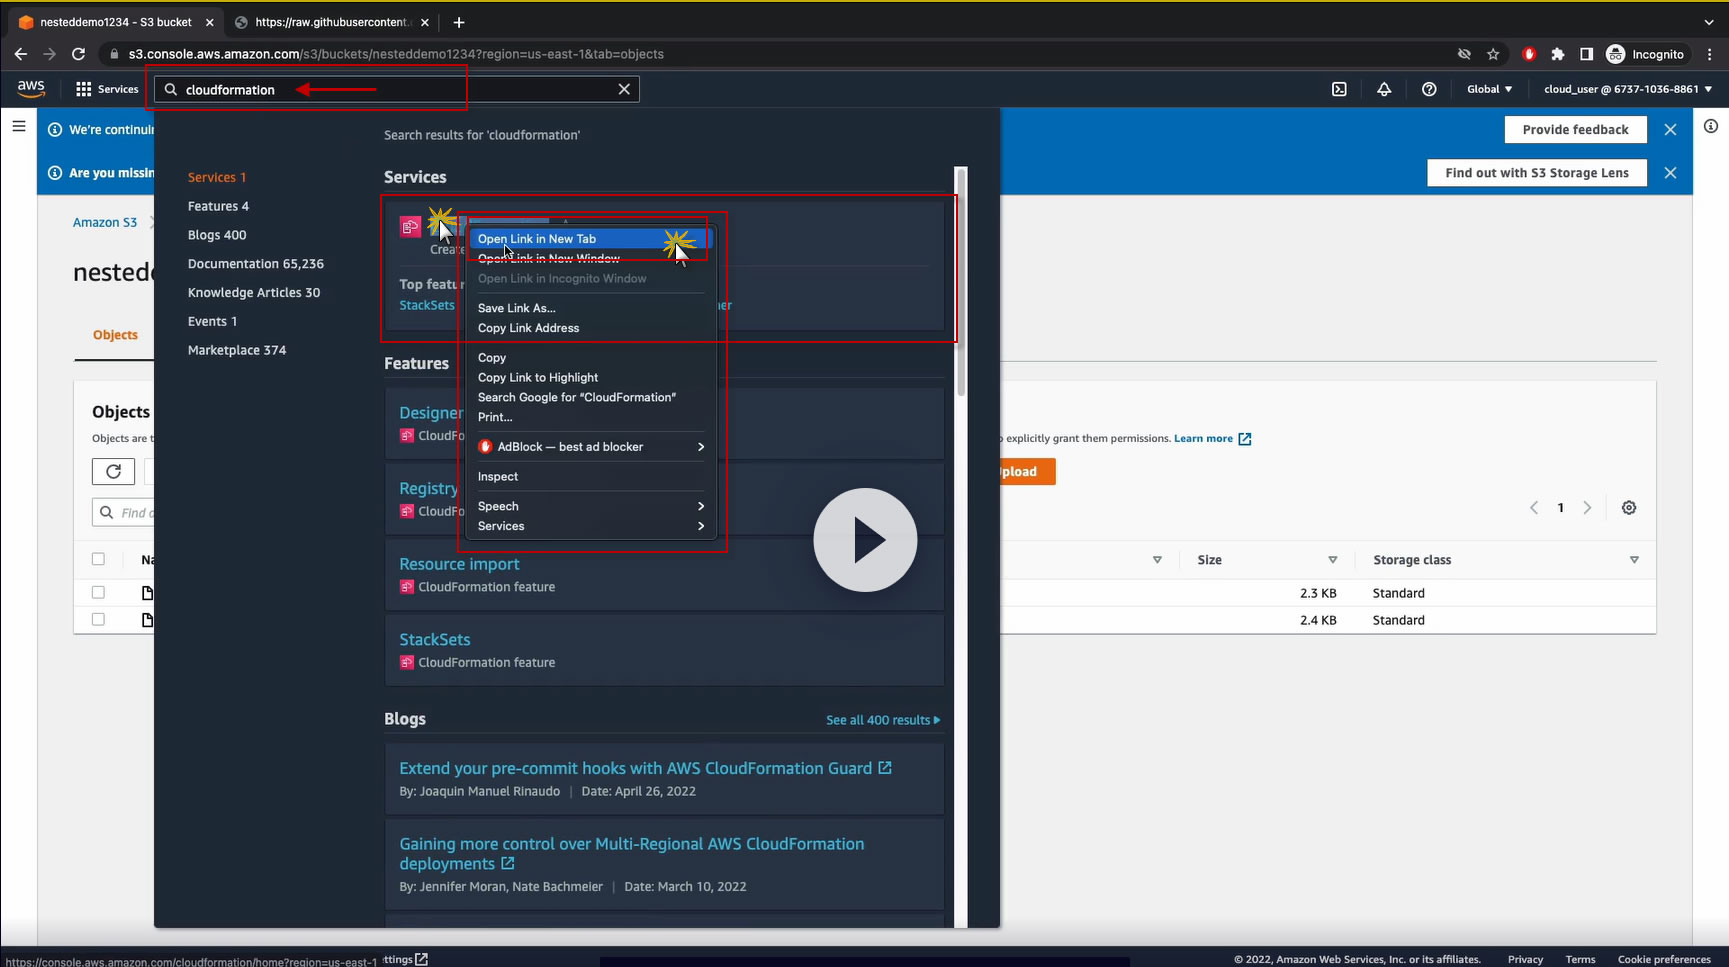 nesteddemo1234 - S3 bucket
https://raw.githubusercontent.
s3.console.aws.amazon.com/s3/buckets/nesteddemo1234?region=us-east-1&tab=objects
Incognito
aws
Services
cloudformation
Global
cloud_user @ 6737-1036-8861
We're continuin
Provide feedback
Are you missin
Find out with S3 Storage Lens
Search results for 'cloudformation'
Services 1
Features 4
Blogs 400
Documentation 65,236
Knowledge Articles 30
Events 1
Marketplace 374
Services
Create
Top featur
StackSets
er
Open Link in New Tab
Open Link in New Window
Open Link in Incognito Window
Save Link As...
Copy Link Address
Copy
Copy Link to Highlight
Search Google for "CloudFormation"
Print...
AdBlock — best ad blocker
Inspect
Speech
Services
Features
Designer
CloudFo
Registry
CloudFo
Resource import
CloudFormation feature
StackSets
CloudFormation feature
Blogs
See all 400 results
Extend your pre-commit hooks with AWS CloudFormation Guard
By: Joaquin Manuel Rinaudo | Date: April 26, 2022
Gaining more control over Multi-Regional AWS CloudFormation
deployments
By: Jennifer Moran, Nate Bachmeier | Date: March 10, 2022
Amazon S3
neste
Objects
Objects
Objects are t
o explicitly grant them permissions. Learn more
pload
Find o
1
Na
Size
Storage class
2.3 KB
Standard
2.4 KB
Standard
https://console.aws.amazon.com/cloudformation/home?region=us-east-1
ttings
© 2022, Amazon Web Services, Inc. or its affiliates.
Privacy
Terms
Cookie preferences